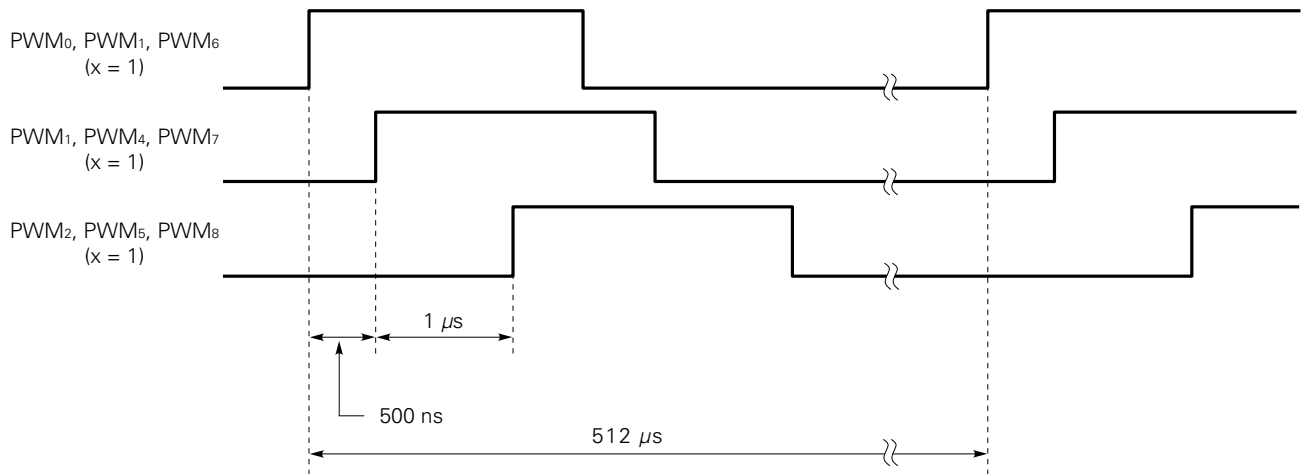 PWM₀, PWM₁, PWM₆
(x = 1)
PWM₁, PWM₄, PWM₇
(x = 1)
PWM₂, PWM₅, PWM₈
(x = 1)
1 µs
500 ns
512 µs